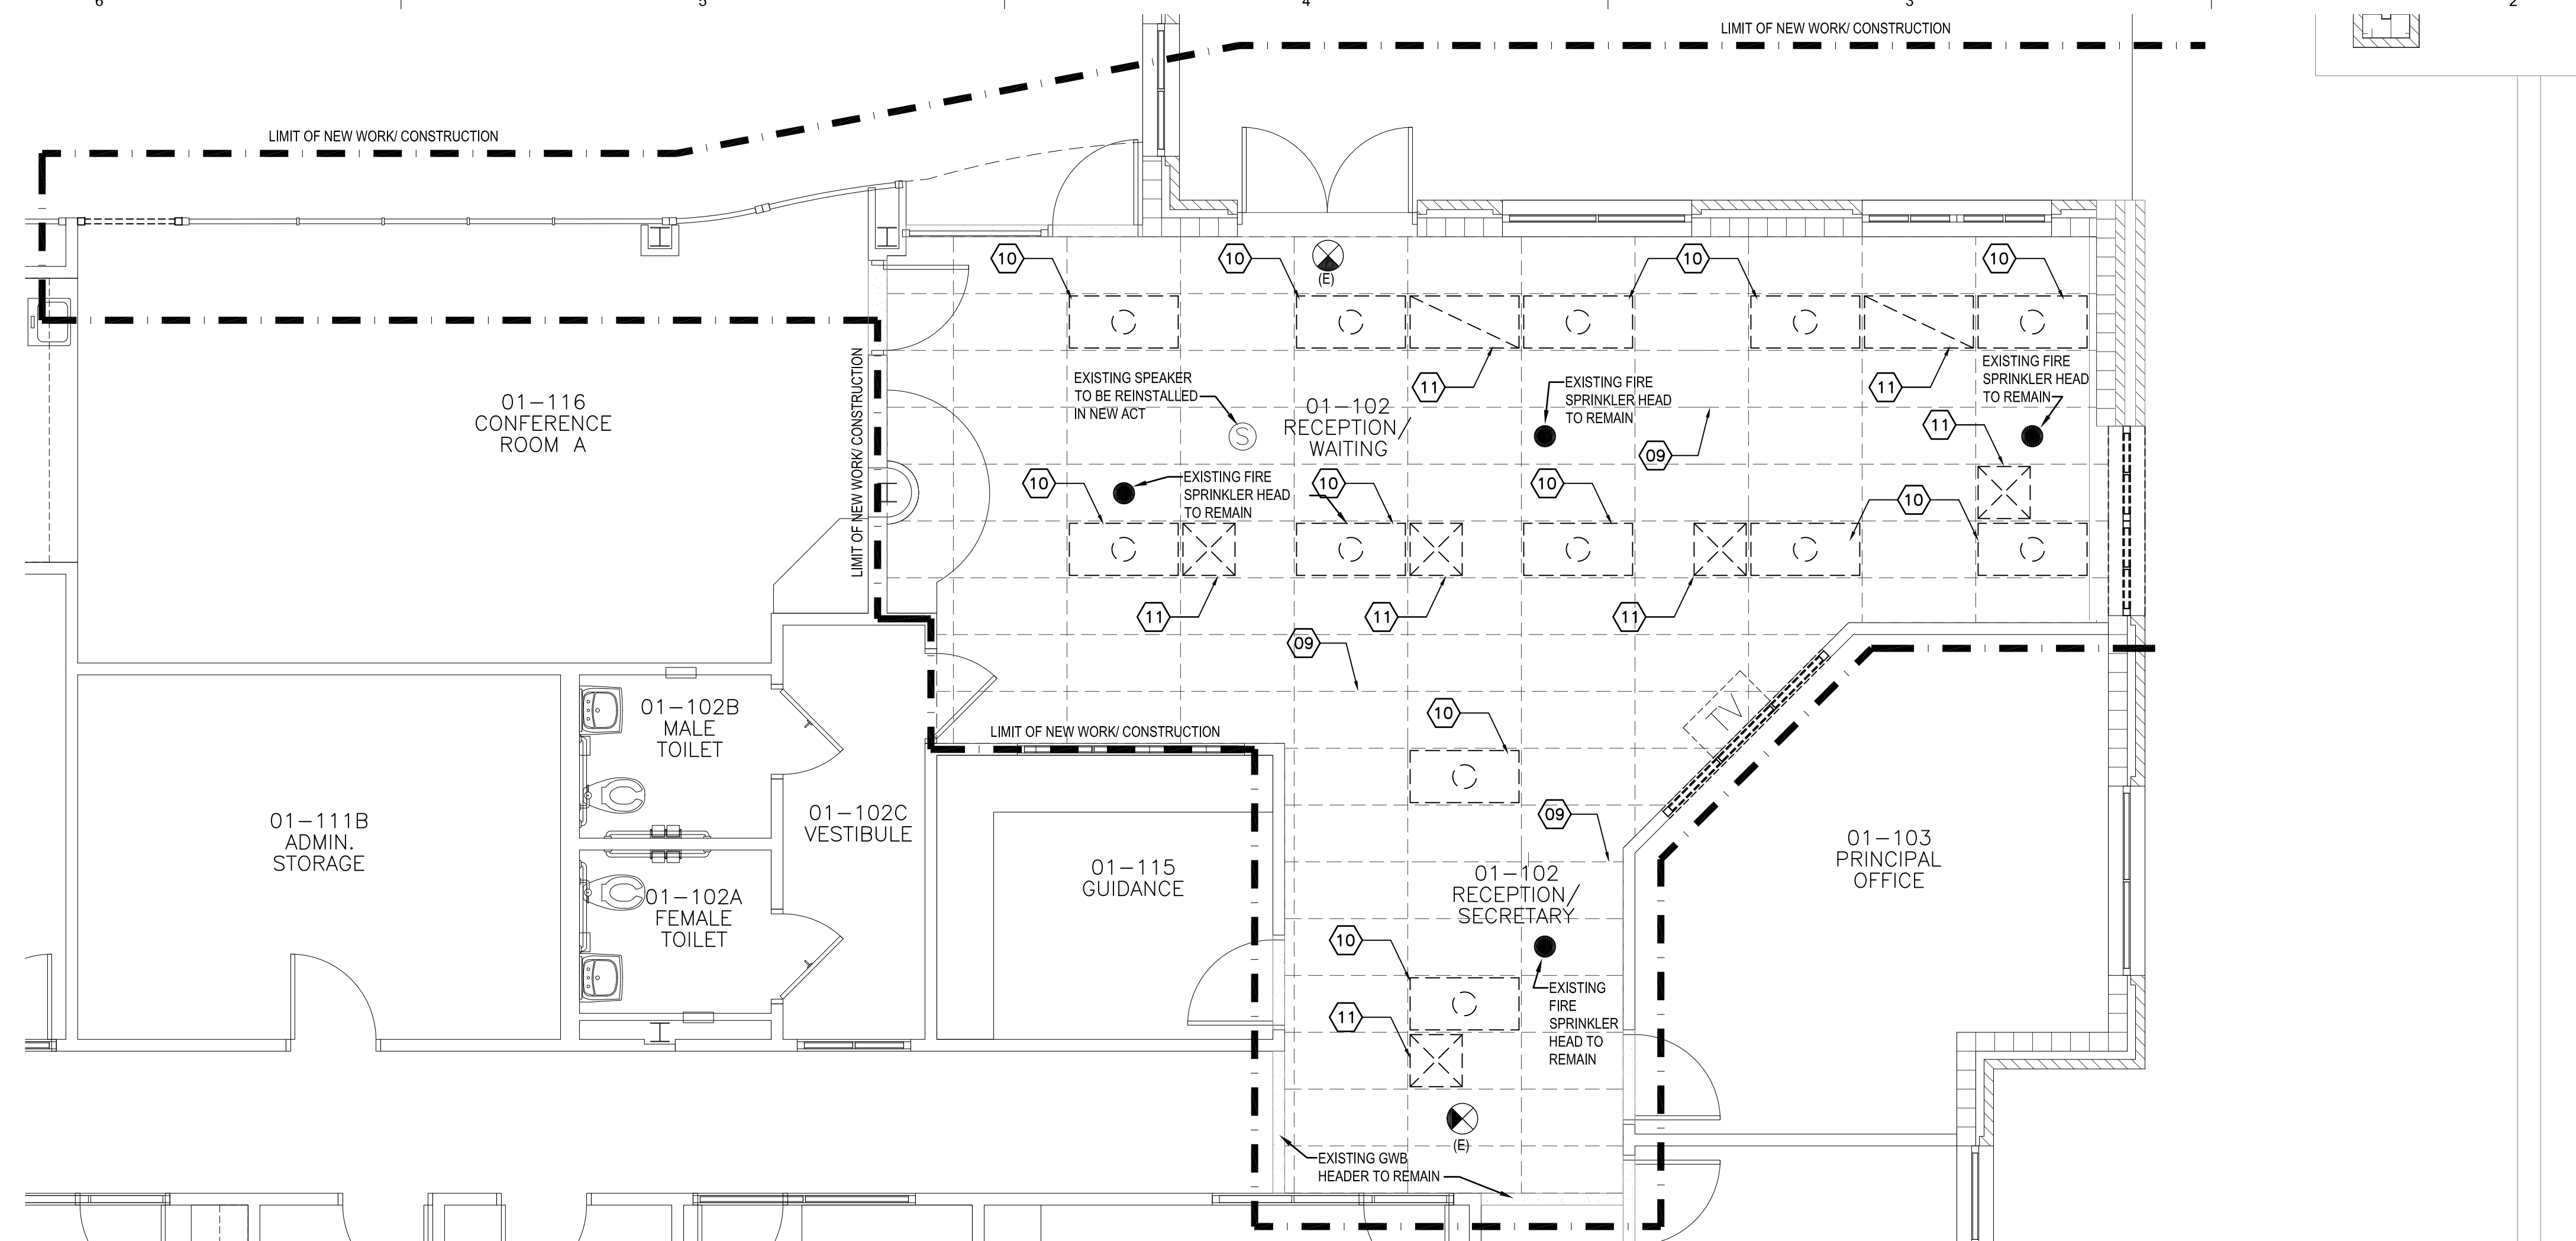 6
5
4
3
2
LIMIT OF NEW WORK/ CONSTRUCTION
LIMIT OF NEW WORK/ CONSTRUCTION
10
10
10
10
(E)
11
11
EXISTING SPEAKER
TO BE REINSTALLED
IN NEW ACT
S
EXISTING FIRE
SPRINKLER HEAD
TO REMAIN
EXISTING FIRE
SPRINKLER HEAD
TO REMAIN
01-116
CONFERENCE
ROOM A
LIMIT OF NEW WORK/ CONSTRUCTION
01-102
RECEPTION/
WAITING
11
09
10
EXISTING FIRE
SPRINKLER HEAD
TO REMAIN
10
10
10
11
11
11
09
TV
10
LIMIT OF NEW WORK/ CONSTRUCTION
01-102B
MALE
TOILET
01-111B
ADMIN.
STORAGE
01-102C
VESTIBULE
09
01-103
PRINCIPAL
OFFICE
01-115
GUIDANCE
01-102
RECEPTION/
SECRETARY
01-102A
FEMALE
TOILET
10
11
EXISTING
FIRE
SPRINKLER
HEAD TO
REMAIN
(E)
EXISTING GWB
HEADER TO REMAIN